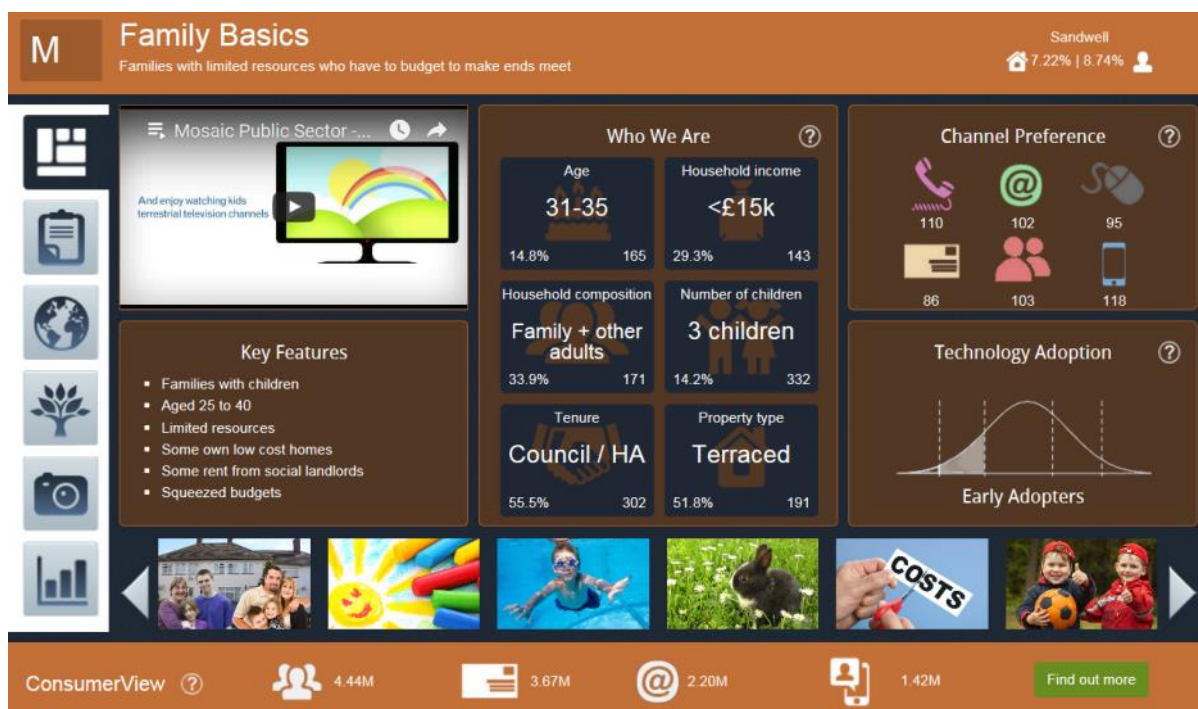 M
Family Basics
Families with limited resources who have to budget to make ends meet
Sandwell
7.22% | 8.74%
Mosaic Public Sector -...
And enjoy watching kids
terrestrial television channels
Key Features
Families with children
Aged 25 to 40
Limited resources
Some own low cost homes
Some rent from social landlords
Squeezed budgets
Who We Are ?
Age
31-35
14.8% 165
Household income
<£15k
29.3% 143
Household composition
Family + other
adults
33.9% 171
Number of children
3 children
14.2% 332
Tenure
Council / HA
55.5% 302
Property type
Terraced
51.8% 191
Channel Preference ?
@
110 102 95
86 103 118
Technology Adoption ?
Early Adopters
COSTS
ConsumerView ?
4.44M
3.67M
@ 2.20M
1.42M
Find out more